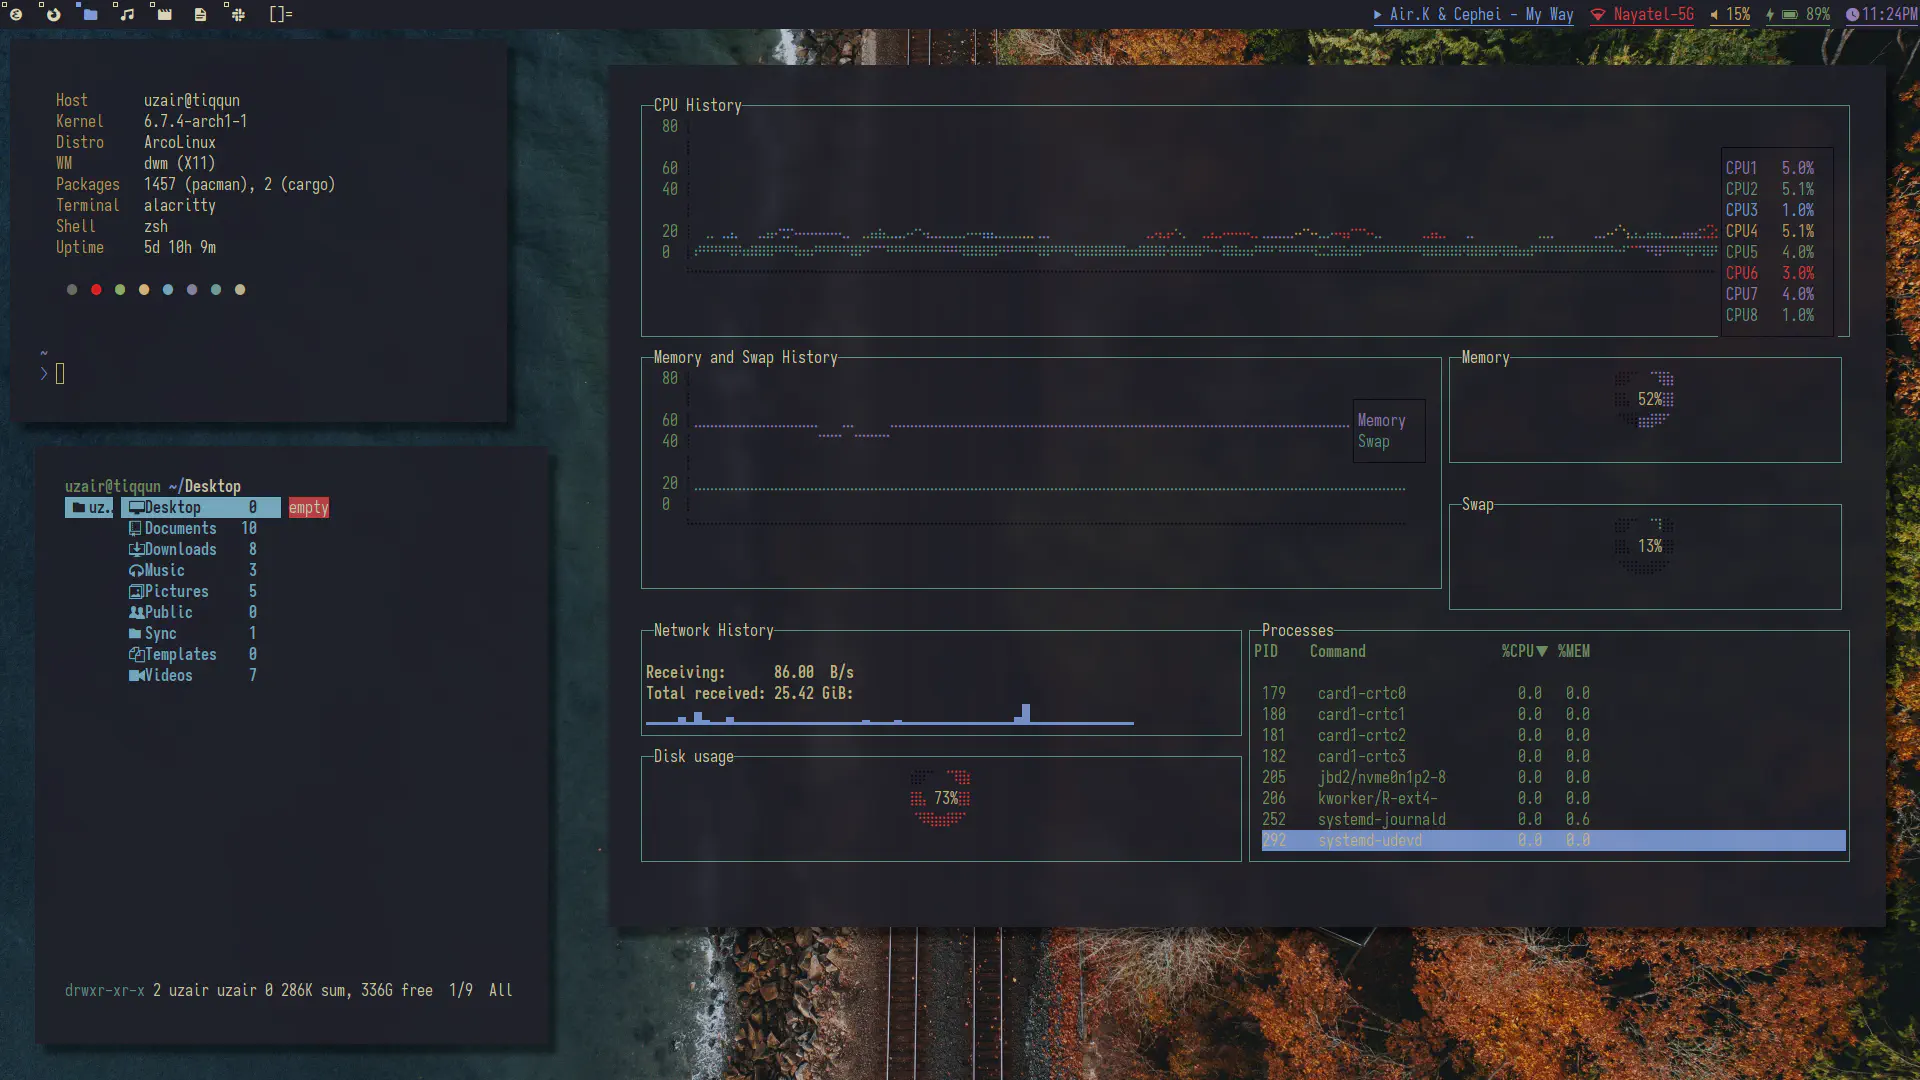 []=
Air.K & Cephei - My Way Nayatel-5G 15% 89% 11:24PM
Host uzair@tiqqun
Kernel 6.7.4-arch1-1
Distro ArcoLinux
WM dwm (X11)
Packages 1457 (pacman), 2 (cargo)
Terminal alacritty
Shell zsh
Uptime 5d 10h 9m
~
>
uzair@tiqqun ~/Desktop
uz.. Desktop 0 empty
Documents 10
Downloads 8
Music 3
Pictures 5
Public 0
Sync 1
Templates 0
Videos 7
drwxr-xr-x 2 uzair uzair 0 286K sum, 336G free 1/9 All
CPU History
80
60
40
20
0
CPU1 5.0%
CPU2 5.1%
CPU3 1.0%
CPU4 5.1%
CPU5 4.0%
CPU6 3.0%
CPU7 4.0%
CPU8 1.0%
Memory and Swap History
80
60
40
20
0
Memory
Swap
Memory
52%
Swap
13%
Network History
Receiving: 86.00 B/s
Total received: 25.42 GiB:
Disk usage
73%
Processes
PID Command %CPU▼ %MEM
179 card1-crtc0 0.0 0.0
180 card1-crtc1 0.0 0.0
181 card1-crtc2 0.0 0.0
182 card1-crtc3 0.0 0.0
205 jbd2/nvme0n1p2-8 0.0 0.0
206 kworker/R-ext4- 0.0 0.0
252 systemd-journald 0.0 0.6
292 systemd-udevd 0.0 0.0